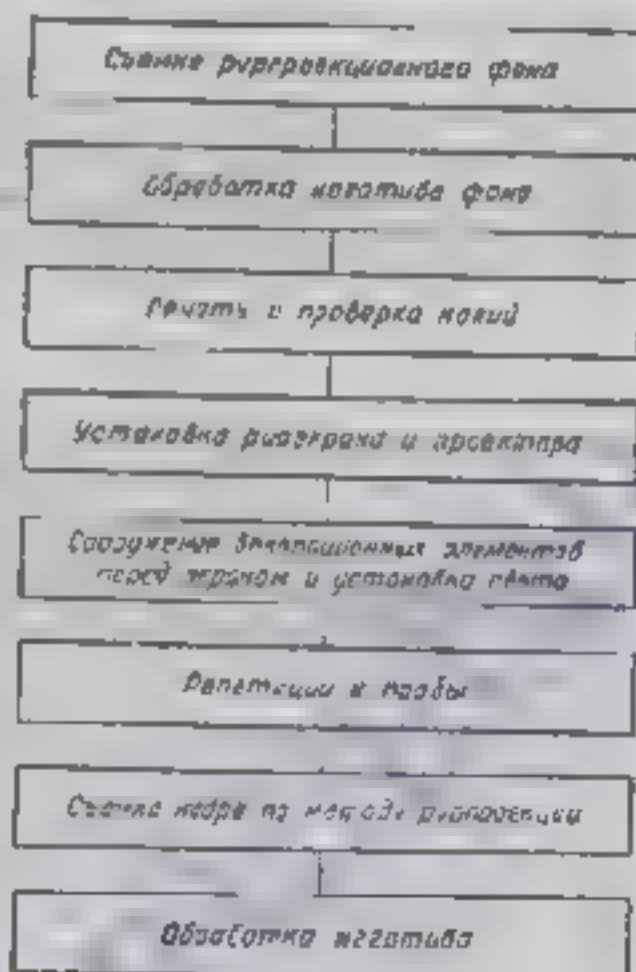 Съемка рирпроекционного фона
Обработка негатива фона
Печать и проверка копий
Установка рирэкрана и проектора
Сооружение декорационных элементов
перед экраном и установка света
Репетиции и пробы
Съемка кадра по методу рирпроекции
Обработка негатива